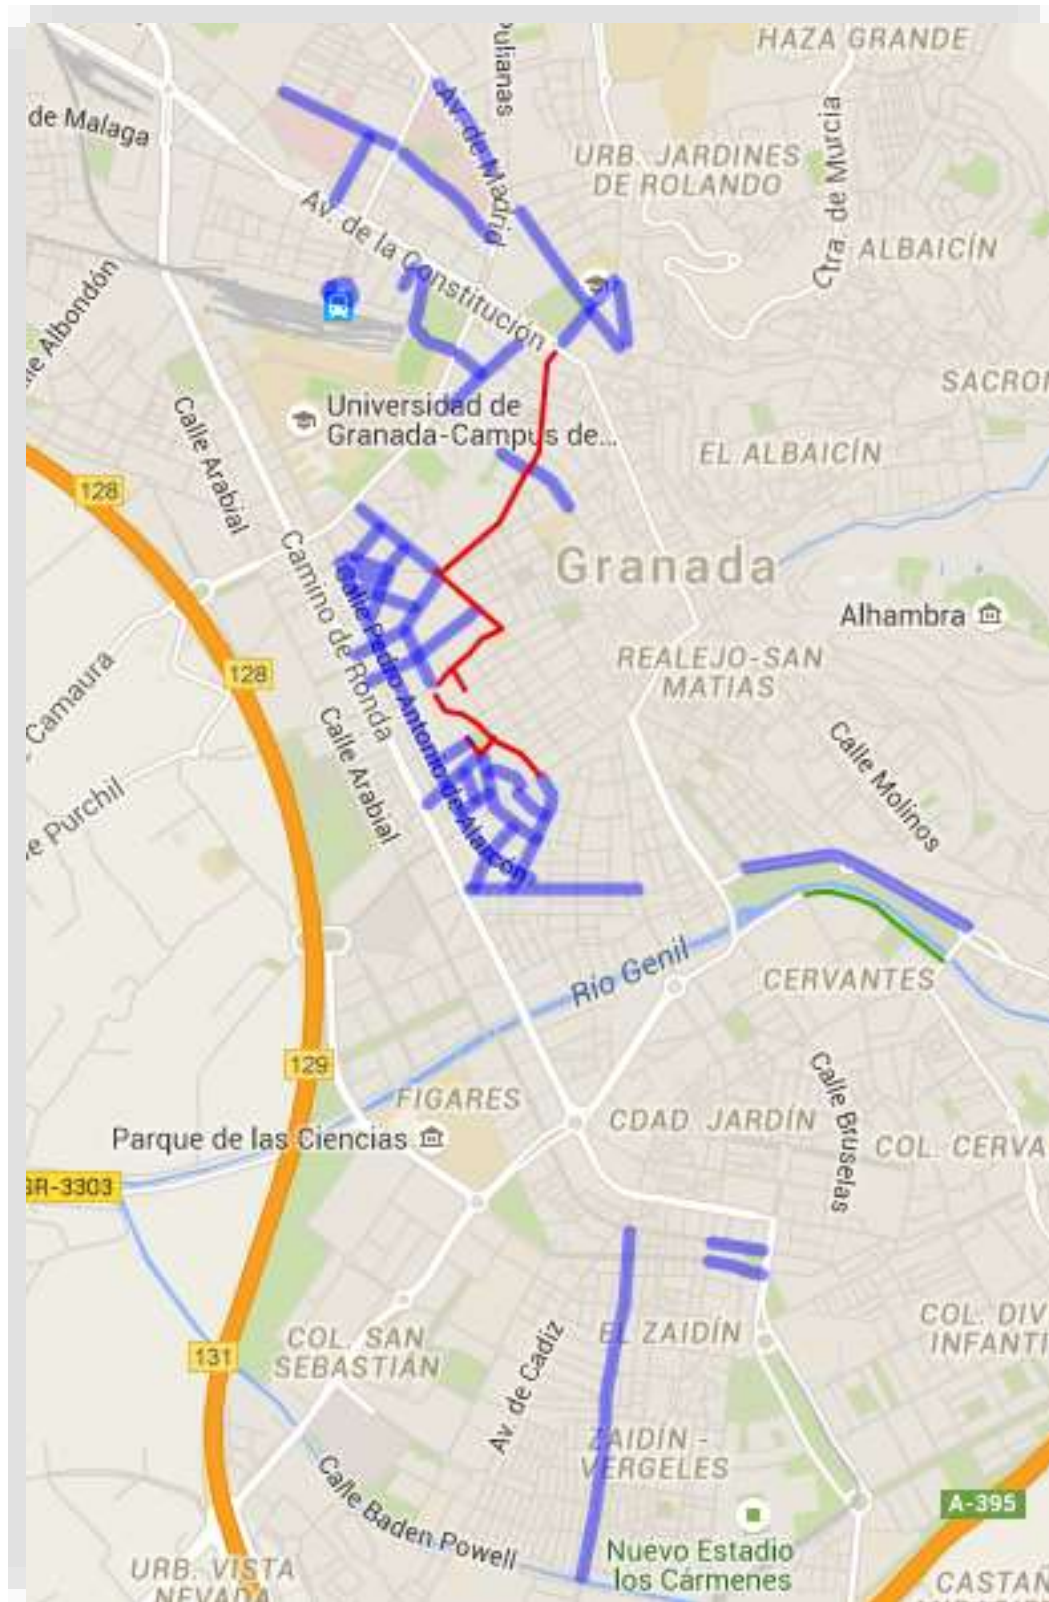 HAZA GRANDE
ulianas
de Malaga
Av. de Madrid
URB. JARDINES
DE ROLANDO
Ctra. de Murcia
Av. de la Constitución
ALBAICÍN
Albondón
Calle Arabial
Universidad de
Granada-Campus de...
EL ALBAICÍN
128
Camino de Ronda
Granada
Calle Pedro Antonio de Alarcón
Alhambra
128
REALEJO-SAN
MATIAS
Camaura
Calle Arabial
Calle Molinos
Purchil
Río Genil
CERVANTES
129
FIGARES
Calle Bruselas
CDAD. JARDÍN
Parque de las Ciencias
COL. CERVA
GR-3303
COL. SAN
SEBASTIÁN
Av. de Cadiz
EL ZAIDÍN
COL. DIV
INFANTI
131
ZAIDÍN -
VERGELES
Calle Baden Powell
A-395
Nuevo Estadio
los Cármenes
URB. VISTA
NEVADA
CASTAÑ